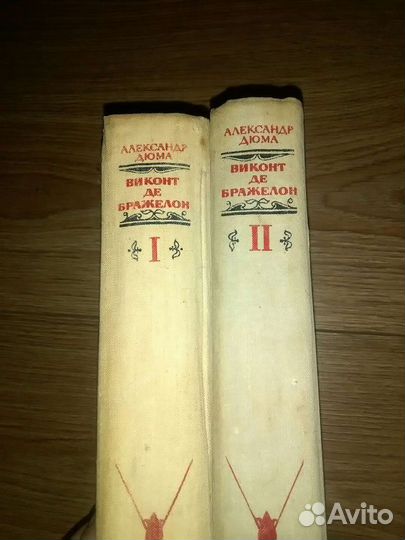 АЛЕКСАНДР
ДЮМА
ВИКОНТ
ДЕ
БРАЖЕЛОН
I
АЛЕКСАНДР
ДЮМА
ВИКОНТ
ДЕ
БРАЖЕЛОН
II
Avito